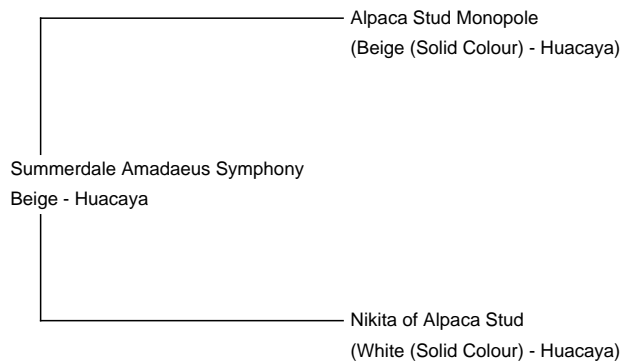 Alpaca Stud Monopole
(Beige (Solid Colour) - Huacaya)
Summerdale Amadaeus Symphony
Beige - Huacaya
Nikita of Alpaca Stud
(White (Solid Colour) - Huacaya)